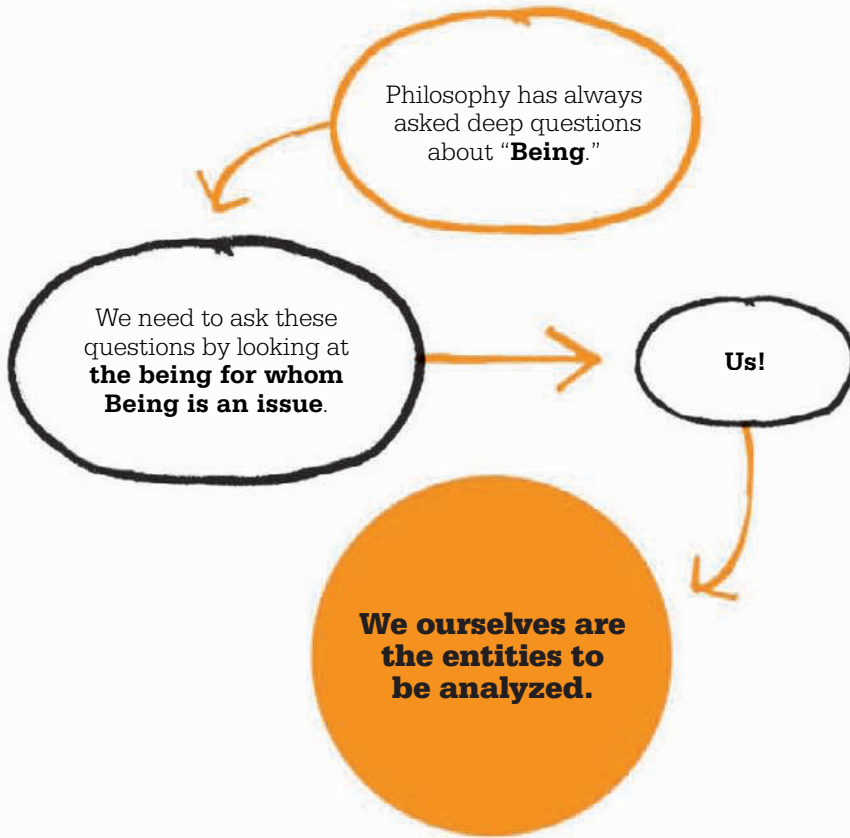 Philosophy has always
asked deep questions
about “Being.”
We need to ask these
questions by looking at
the being for whom
Being is an issue.
Us!
We ourselves are
the entities to
be analyzed.